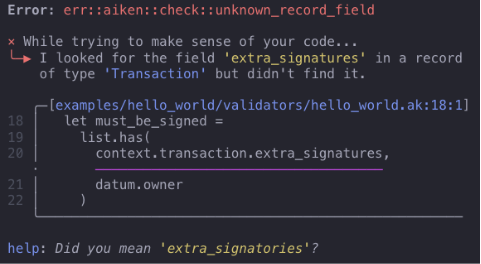 Error: err::aiken::check::unknown_record_field
× While trying to make sense of your code...
╰─▶ I looked for the field 'extra_signatures' in a record
of type 'Transaction' but didn't find it.
╭─[examples/hello_world/validators/hello_world.ak:18:1]
18 │ let must_be_signed =
19 │ list.has(
20 │ context.transaction.extra_signatures,
21 │ datum.owner
22 │ )
help: Did you mean 'extra_signatories'?